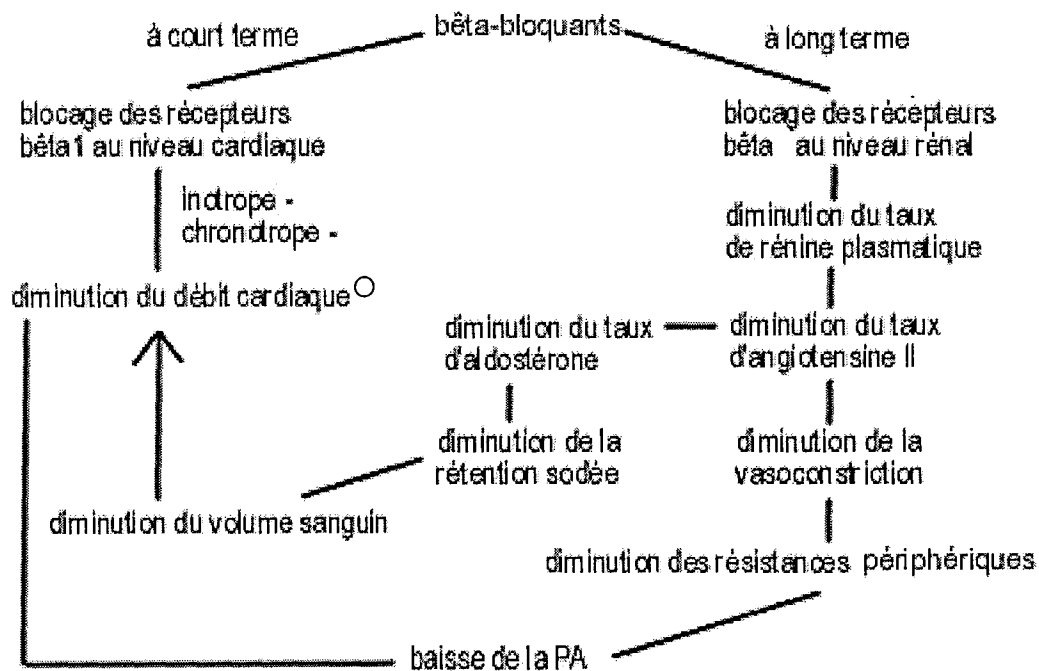 bêta-bloquants
à court terme
à long terme
blocage des récepteurs
bêta1 au niveau cardiaque
blocage des récepteurs
bêta au niveau rénal
inotrope -
chronotrope -
diminution du taux
de rénine plasmatique
diminution du débit cardiaque
diminution du taux
d'aldostérone
diminution du taux
d'angiotensine II
diminution de la
rétention sodée
diminution de la
vasoconstriction
diminution du volume sanguin
diminution des résistances périphériques
baisse de la PA